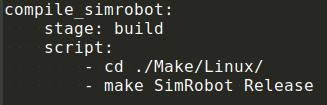 compile_simrobot:
    stage: build
    script:
        - cd ./Make/Linux/
        - make SimRobot Release